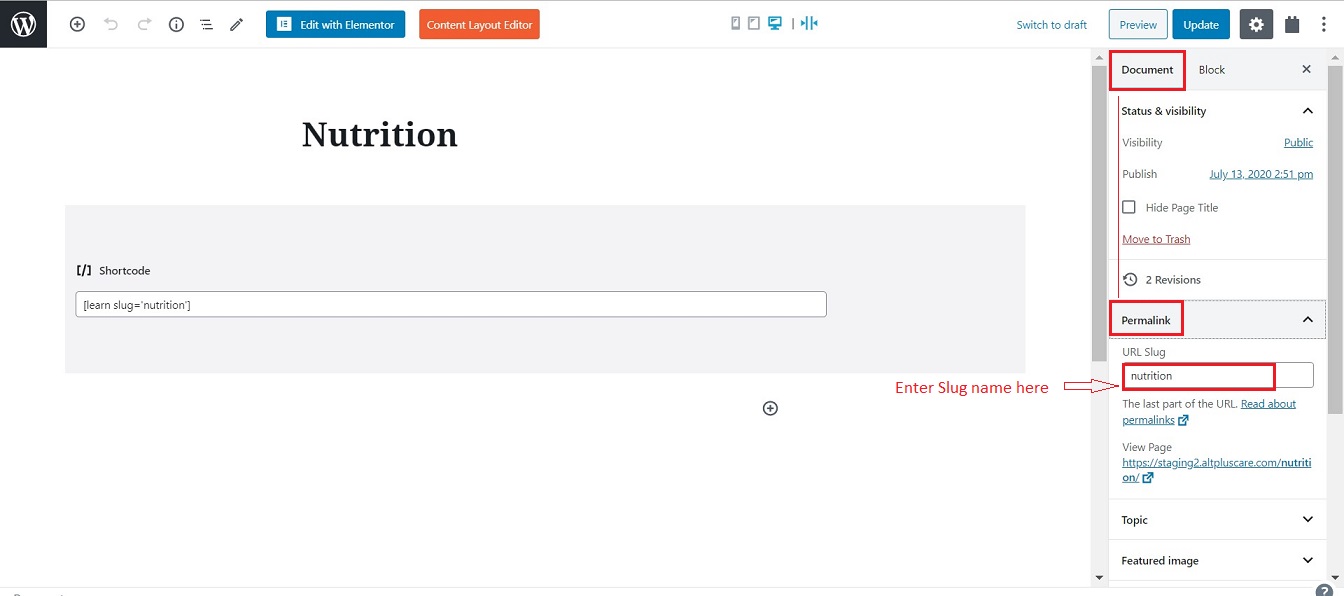 Edit with Elementor
Content Layout Editor
Switch to draft
Preview
Update
Document
Block
Nutrition
Status & visibility
Visibility
Public
Publish
July 13, 2020 2:51 pm
Hide Page Title
Move to Trash
2 Revisions
[/] Shortcode
[learn slug='nutrition']
Permalink
URL Slug
nutrition
Enter Slug name here
The last part of the URL. Read about
permalinks
View Page
https://staging2.altpluscare.com/nutriti
on/
Topic
Featured image